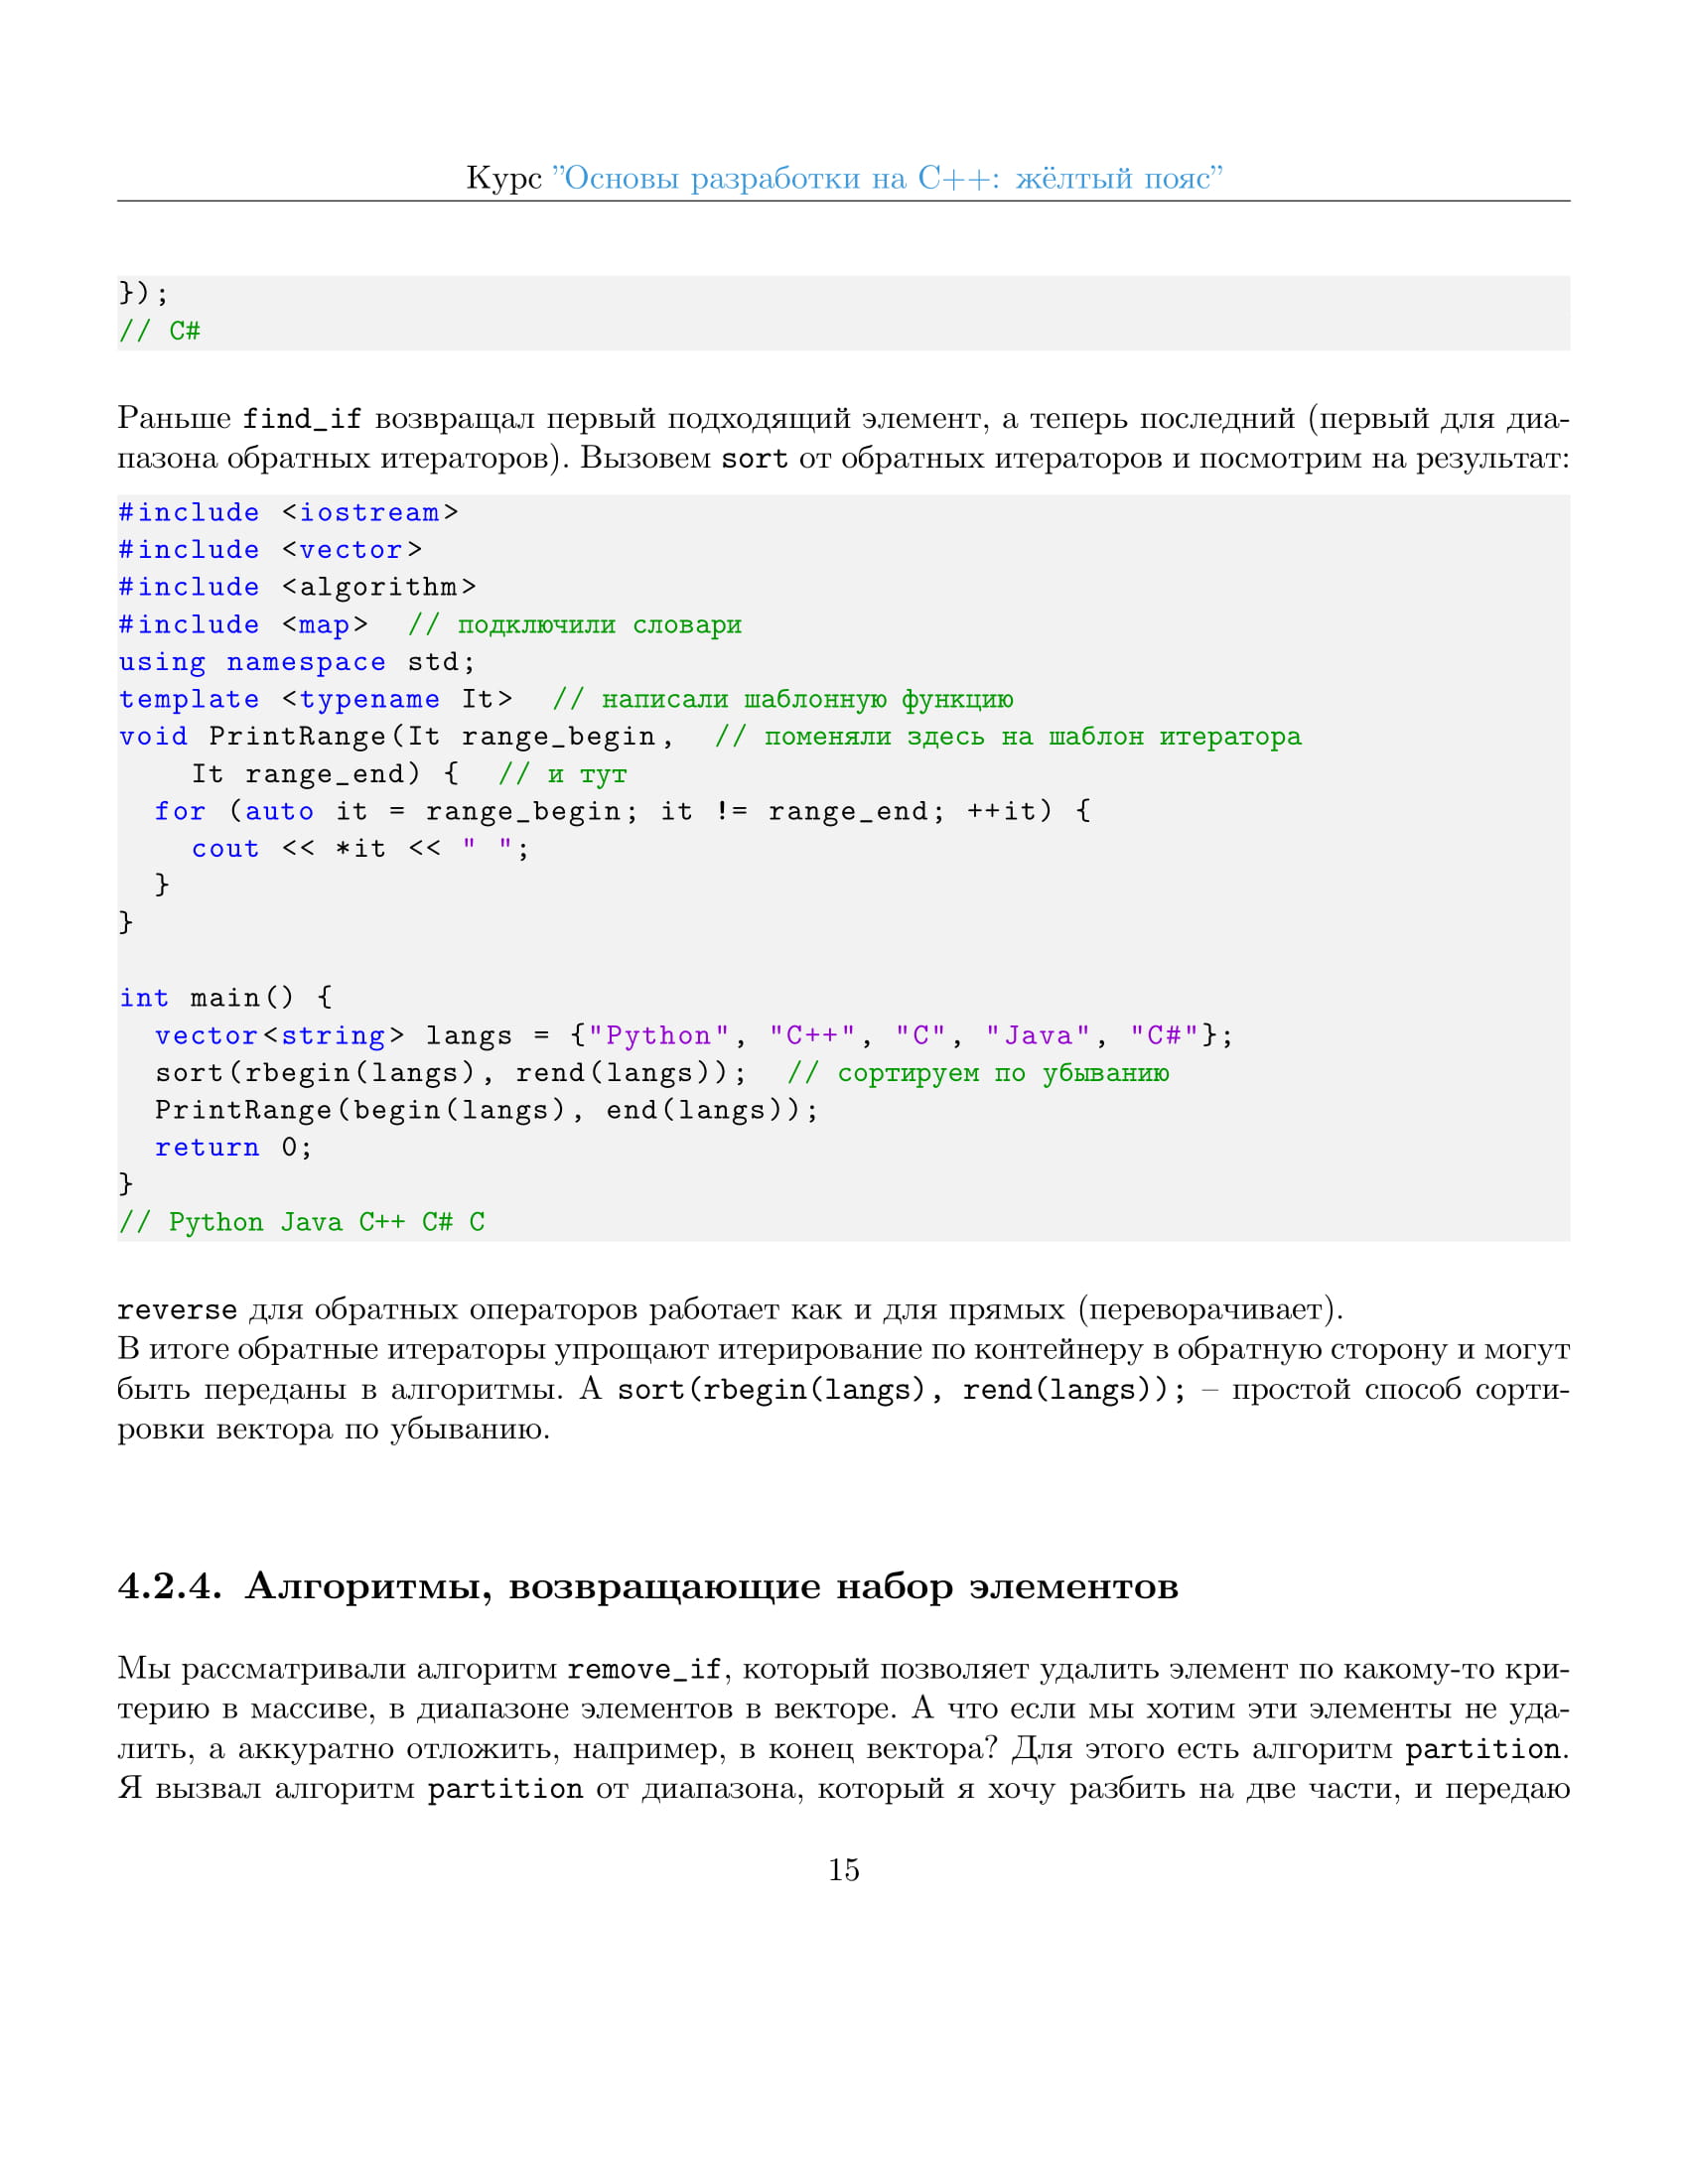 Курс ”Основы разработки на C++: жёлтый пояс”
});
// C#
Раньше find_if возвращал первый подходящий элемент, а теперь последний (первый для диа-
пазона обратных итераторов). Вызовем sort от обратных итераторов и посмотрим на результат:
#include <iostream>
#include <vector>
#include <algorithm>
#include <map>  // подключили словари
using namespace std;
template <typename It>  // написали шаблонную функцию
void PrintRange(It range_begin,  // поменяли здесь на шаблон итератора
    It range_end) {  // и тут
  for (auto it = range_begin; it != range_end; ++it) {
    cout << *it << " ";
  }
}
int main() {
  vector<string> langs = {"Python", "C++", "C", "Java", "C#"};
  sort(rbegin(langs), rend(langs));  // сортируем по убыванию
  PrintRange(begin(langs), end(langs));
  return 0;
}
// Python Java C++ C# C
reverse для обратных операторов работает как и для прямых (переворачивает).
В итоге обратные итераторы упрощают итерирование по контейнеру в обратную сторону и могут
быть переданы в алгоритмы. А sort(rbegin(langs), rend(langs)); – простой способ сорти-
ровки вектора по убыванию.
4.2.4. Алгоритмы, возвращающие набор элементов
Мы рассматривали алгоритм remove_if, который позволяет удалить элемент по какому-то кри-
терию в массиве, в диапазоне элементов в векторе. А что если мы хотим эти элементы не уда-
лить, а аккуратно отложить, например, в конец вектора? Для этого есть алгоритм partition.
Я вызвал алгоритм partition от диапазона, который я хочу разбить на две части, и передаю
15